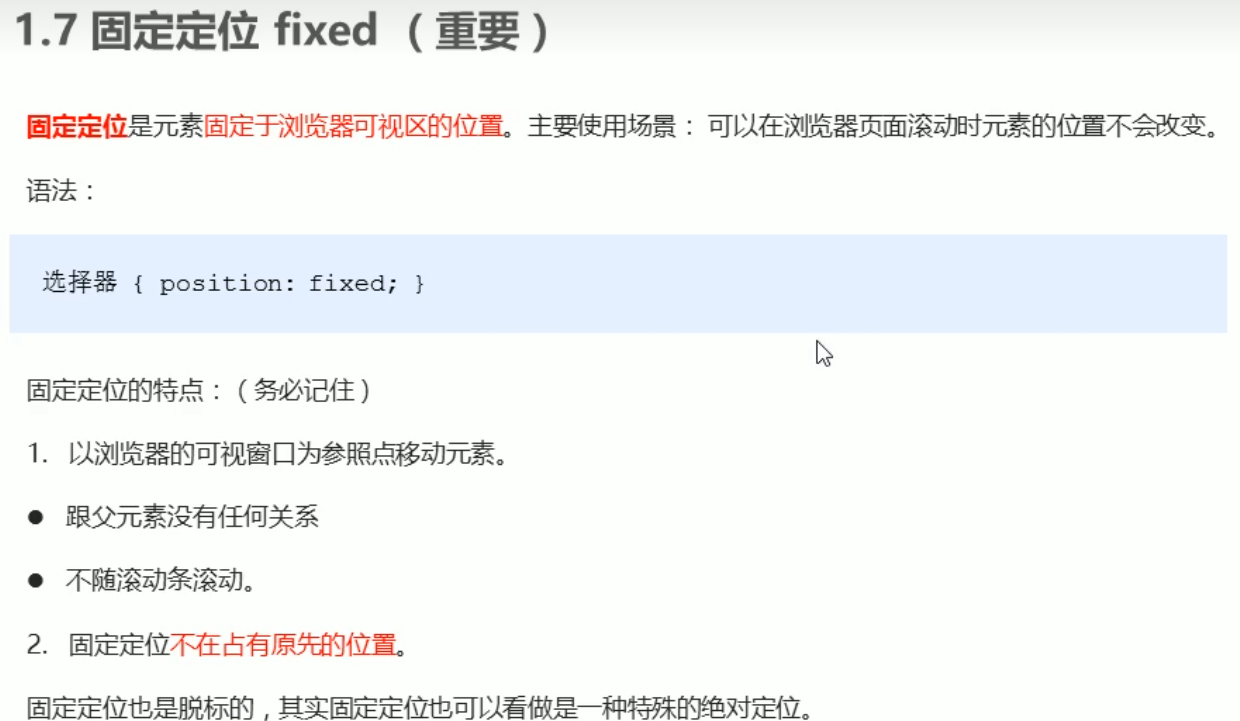 1.7 固定定位 fixed （重要）
固定定位是元素固定于浏览器可视区的位置。主要使用场景： 可以在浏览器页面滚动时元素的位置不会改变。
语法：
选择器 { position: fixed; }
固定定位的特点：（务必记住）
1. 以浏览器的可视窗口为参照点移动元素。
● 跟父元素没有任何关系
● 不随滚动条滚动。
2. 固定定位不在占有原先的位置。
固定定位也是脱标的，其实固定定位也可以看做是一种特殊的绝对定位。